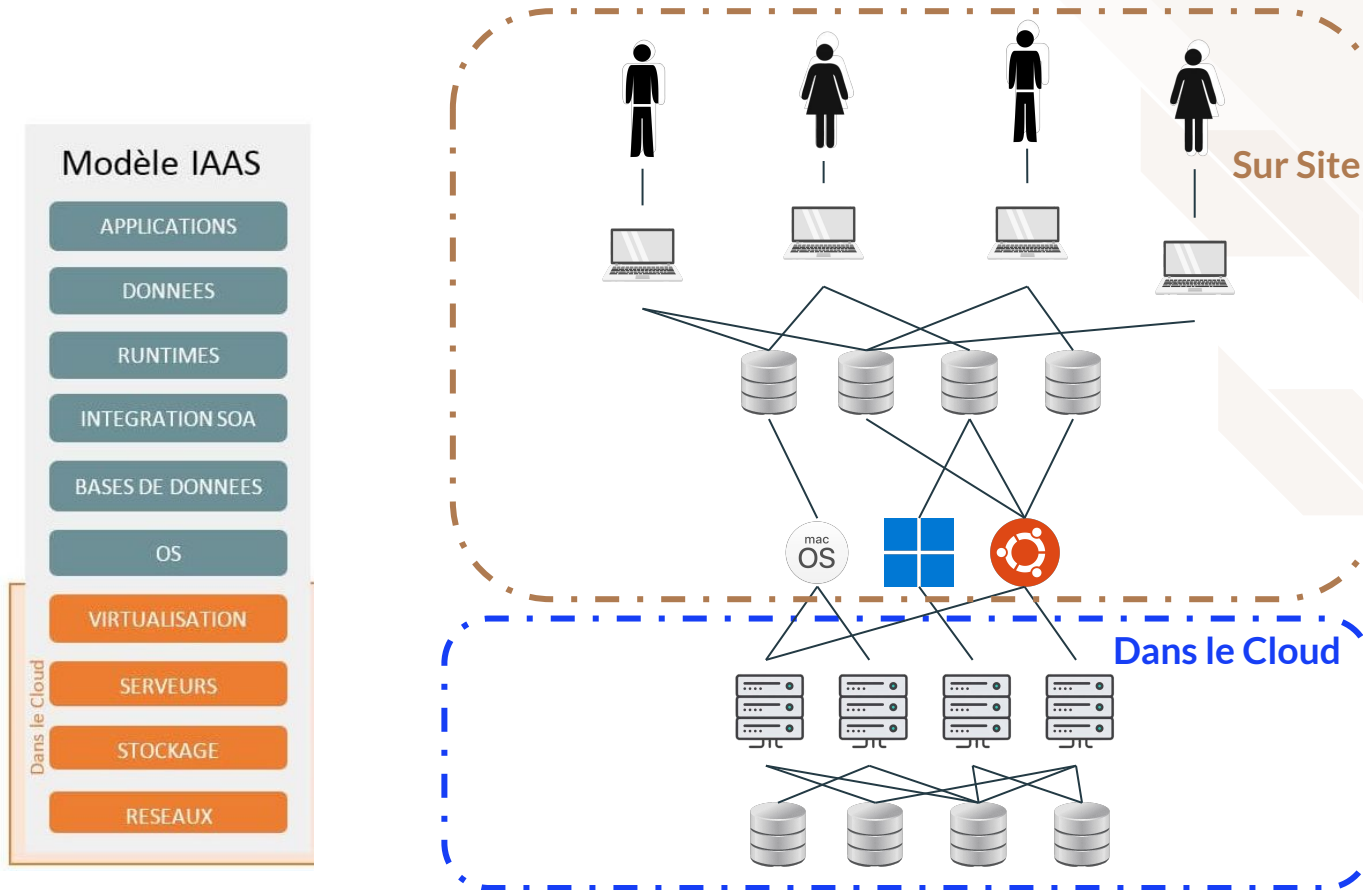 Modèle IAAS
APPLICATIONS
DONNEES
RUNTIMES
INTEGRATION SOA
BASES DE DONNEES
OS
VIRTUALISATION
SERVEURS
STOCKAGE
RESEAUX
Dans le Cloud
Sur Site
mac
OS
Dans le Cloud